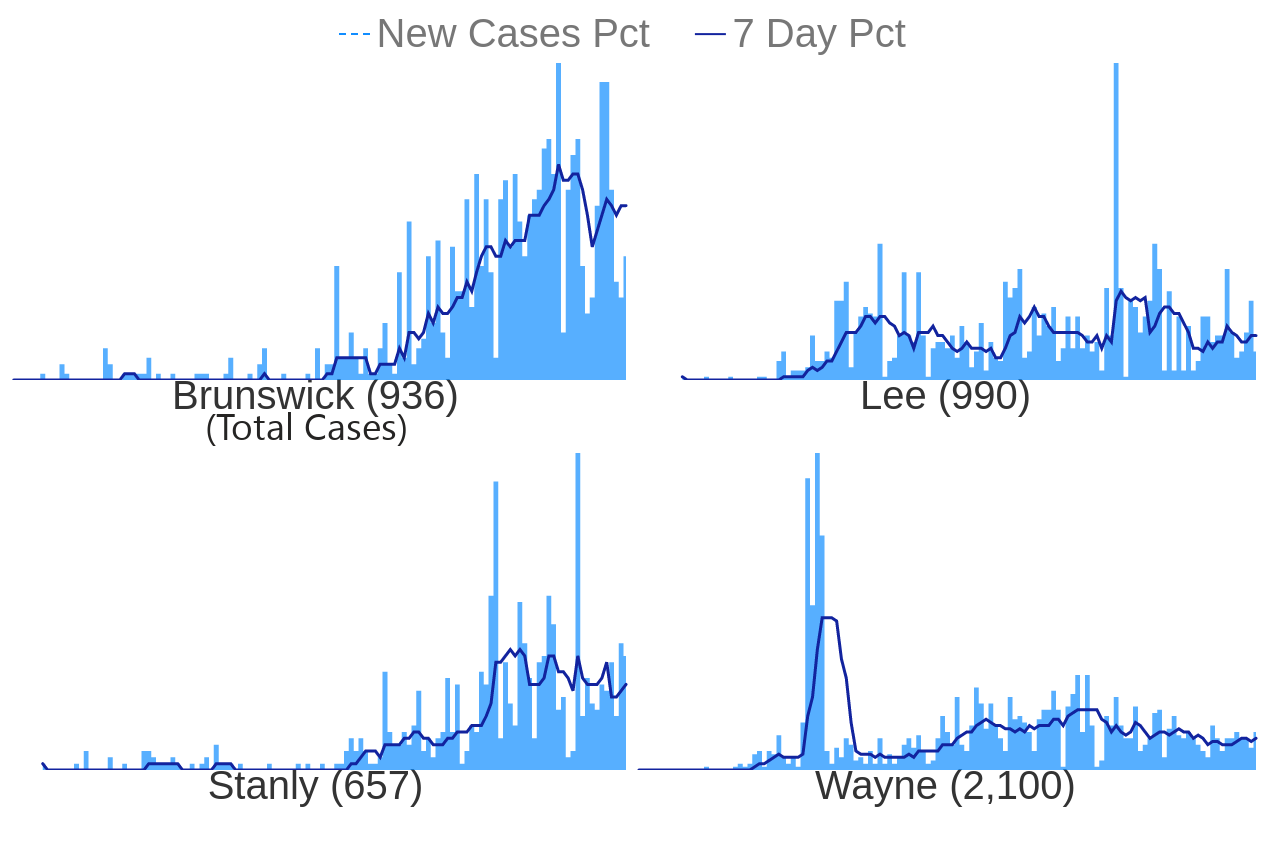 New Cases Pct 7 Day Pct
Brunswick (936) Lee (990)
(Total Cases)
Stanly (657) Wayne (2,100)